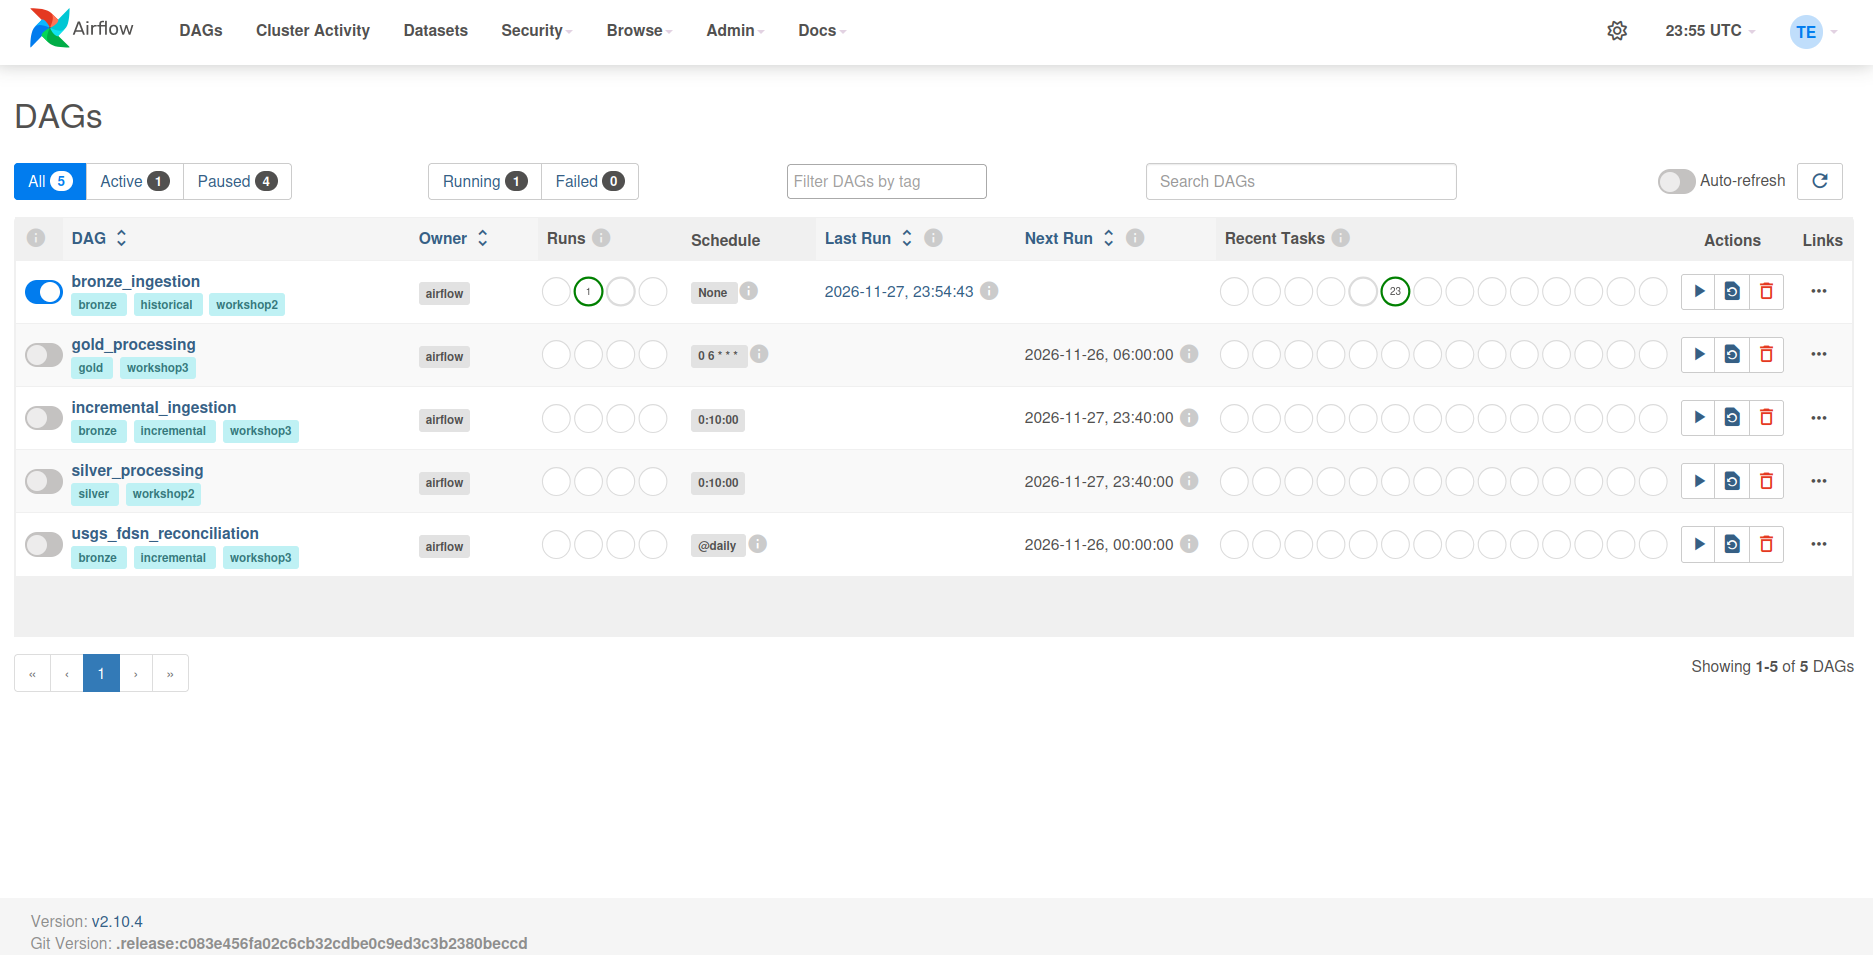 Airflow DAGs Cluster Activity Datasets Security Browse Admin Docs 23:55 UTC TE
DAGs
All 5 Active 1 Paused 4 Running 1 Failed 0 Filter DAGs by tag Search DAGs Auto-refresh
DAG Owner Runs Schedule Last Run Next Run Recent Tasks Actions Links
bronze_ingestion
bronze historical workshop2 airflow 1 None 2026-11-27, 23:54:43 23
gold_processing
gold workshop3 airflow 0 6 * * * 2026-11-26, 06:00:00
incremental_ingestion
bronze incremental workshop3 airflow 0:10:00 2026-11-27, 23:40:00
silver_processing
silver workshop2 airflow 0:10:00 2026-11-27, 23:40:00
usgs_fdsn_reconciliation
bronze incremental workshop3 airflow @daily 2026-11-26, 00:00:00
« ‹ 1 › » Showing 1-5 of 5 DAGs
Version: v2.10.4
Git Version: .release:c083e456fa02c6cb32cdbe0c9ed3c3b2380beccd